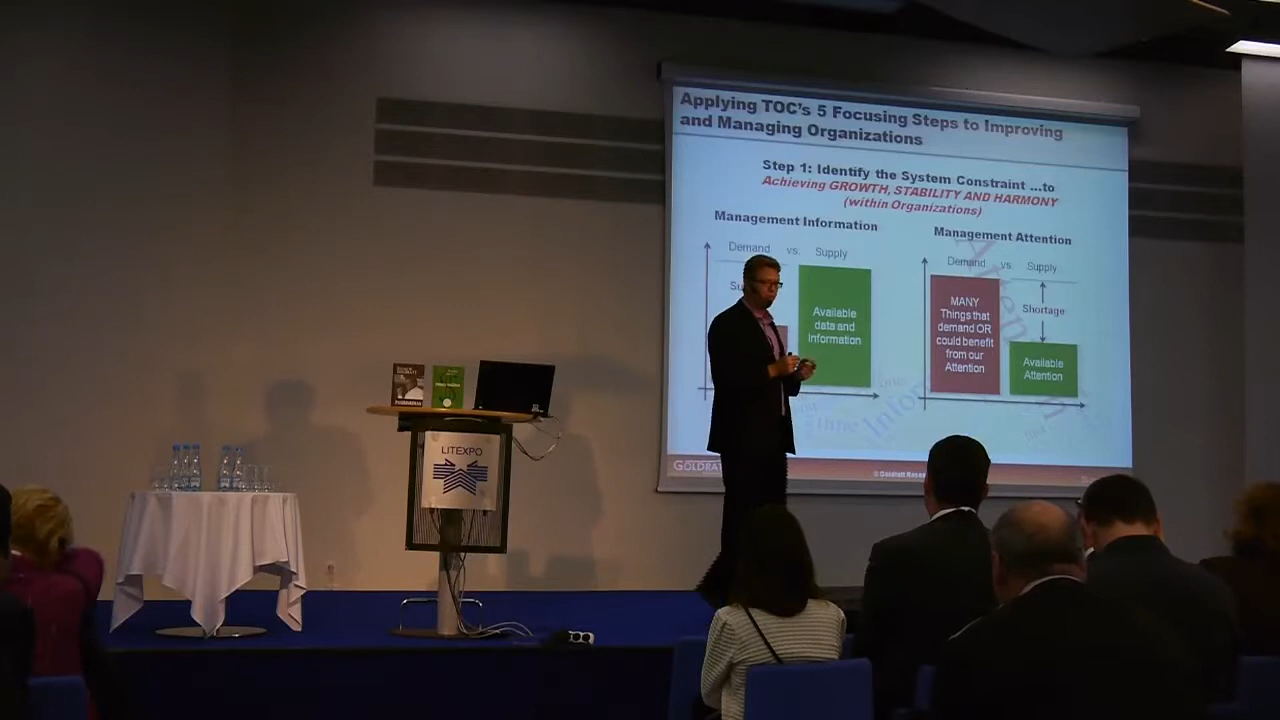 Applying TOC's 5 Focusing Steps to Improving
and Managing Organizations
Step 1: Identify the System Constraint ...to
Achieving GROWTH, STABILITY AND HARMONY
(within Organizations)
Management Information
Demand vs. Supply
Available
data and
Information
Management Attention
Demand vs. Supply
MANY
Things that
demand OR
could benefit
from our
Attention
Shortage
Available
Attention
LITEXPO